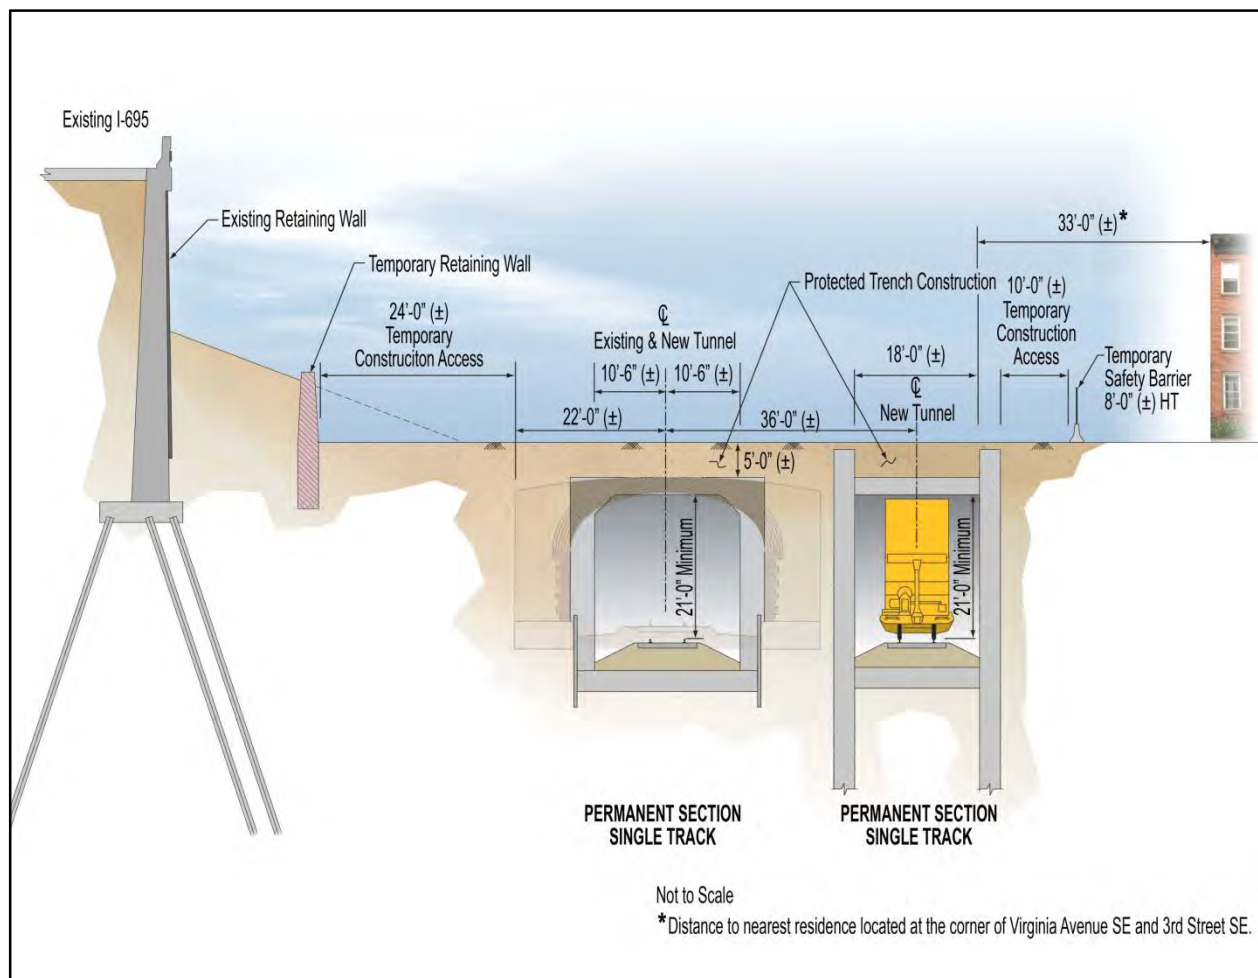 Existing I-695
Existing Retaining Wall
Temporary Retaining Wall
24'-0" (±)
Temporary
Construciton Access
33'-0" (±)*
Protected Trench Construction
10'-0" (±)
Temporary
Construction
Access
℄
Existing & New Tunnel
10'-6" (±)
10'-6" (±)
18'-0" (±)
℄
New Tunnel
Temporary
Safety Barrier
8'-0" (±) HT
22'-0" (±)
36'-0" (±)
5'-0" (±)
21'-0" Minimum
21'-0" Minimum
PERMANENT SECTION
SINGLE TRACK
PERMANENT SECTION
SINGLE TRACK
Not to Scale
*Distance to nearest residence located at the corner of Virginia Avenue SE and 3rd Street SE.